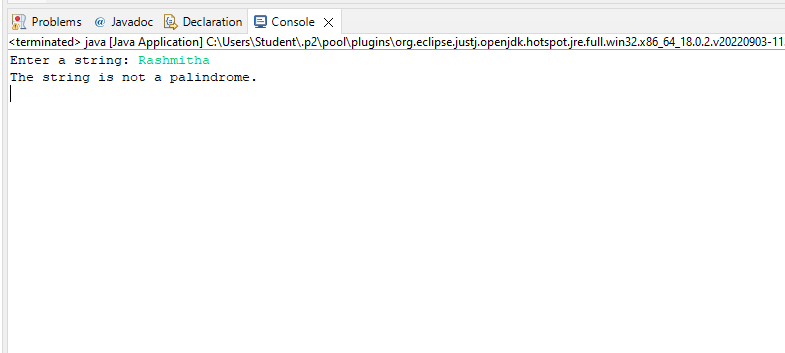 Problems @ Javadoc Declaration Console
<terminated> java [Java Application] C:\Users\Student\.p2\pool\plugins\org.eclipse.justj.openjdk.hotspot.jre.full.win32.x86_64_18.0.2.v20220903-11
Enter a string: Rashmitha
The string is not a palindrome.